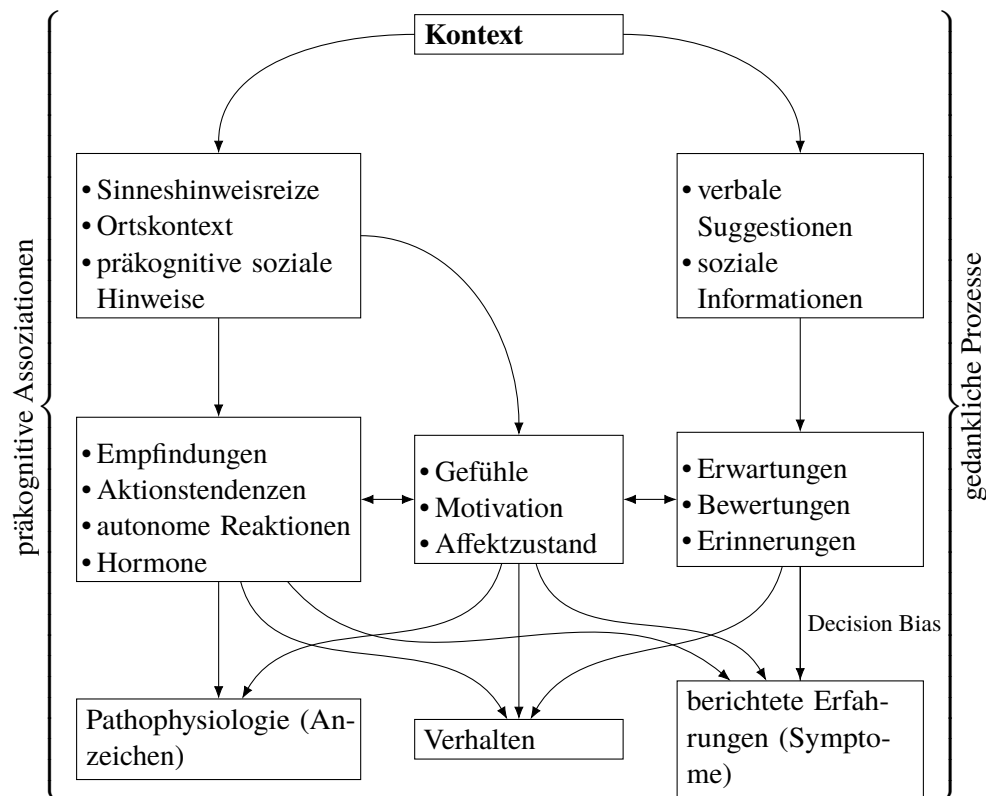 Kontext
• Sinneshinweisreize
• Ortskontext
• präkognitive soziale
Hinweise
• verbale
Suggestionen
• soziale
Informationen
präkognitive Assoziationen
gedankliche Prozesse
• Empfindungen
• Aktionstendenzen
• autonome Reaktionen
• Hormone
• Gefühle
• Motivation
• Affektzustand
• Erwartungen
• Bewertungen
• Erinnerungen
Decision Bias
Pathophysiologie (An-
zeichen)
Verhalten
berichtete Erfah-
rungen (Sympto-
me)